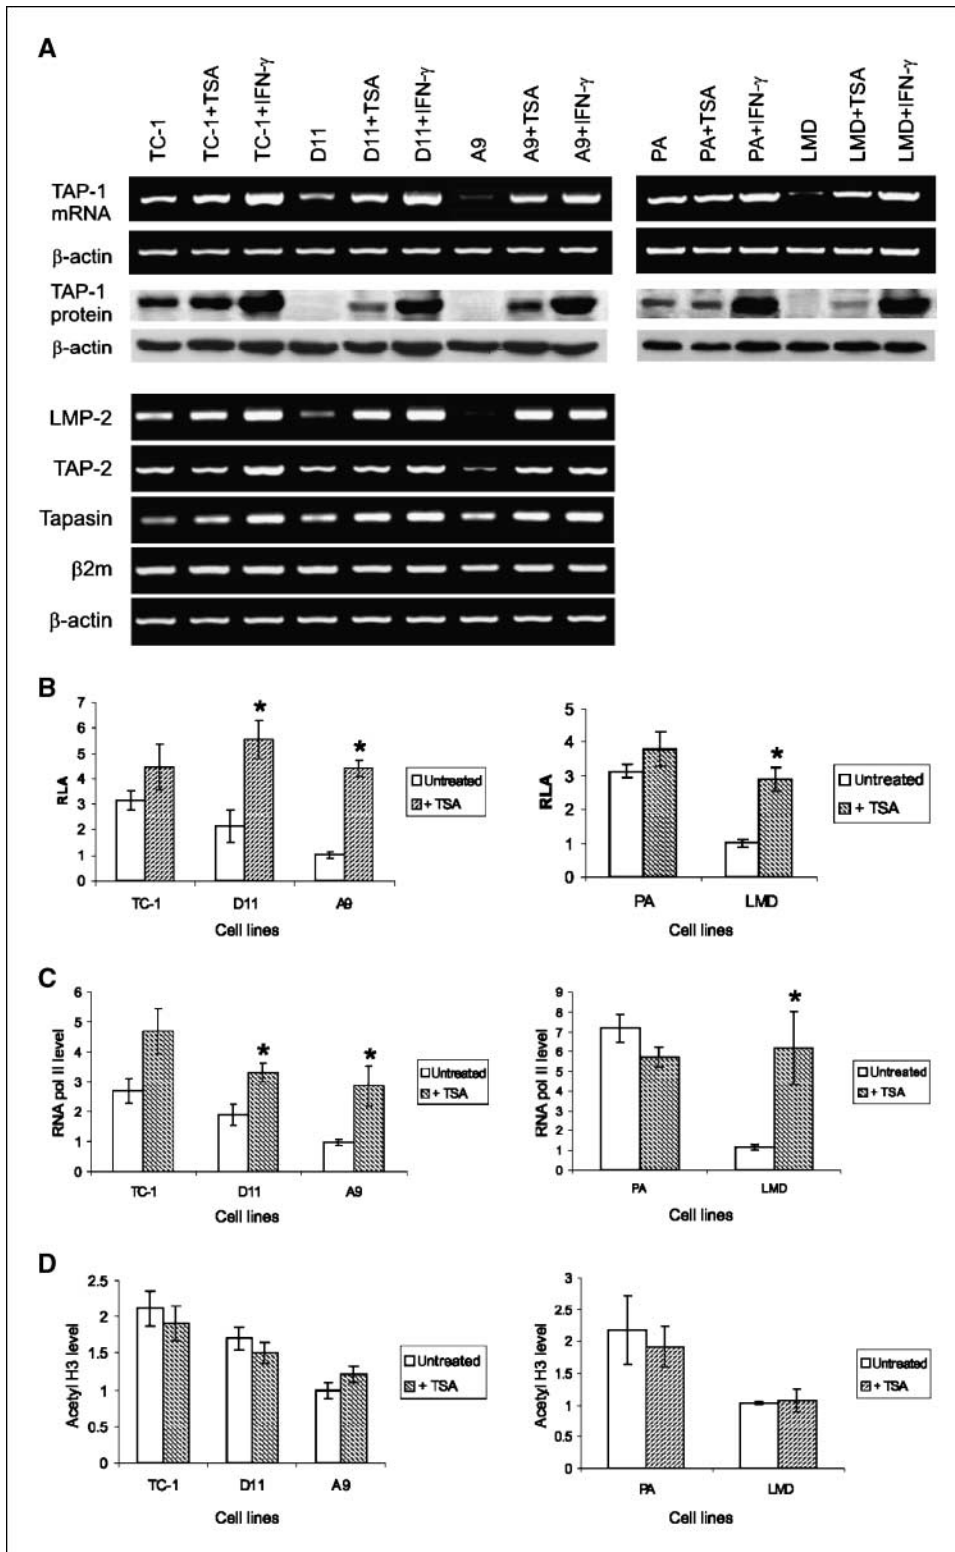 A
TC-1
TC-1+TSA
TC-1+IFN-γ
D11
D11+TSA
D11+IFN-γ
A9
A9+TSA
A9+IFN-γ
PA
PA+TSA
PA+IFN-γ
LMD
LMD+TSA
LMD+IFN-γ
TAP-1
mRNA
β-actin
TAP-1
protein
β-actin
LMP-2
TAP-2
Tapasin
β2m
β-actin
B
RLA
7
6
5
4
3
2
1
0
*
*
TC-1 D11 A9
Cell lines
Untreated
+ TSA
RLA
5
4
3
2
1
0
*
PA LMD
Cell lines
Untreated
+ TSA
C
RNA pol II level
6
5
4
3
2
1
0
*
*
TC-1 D11 A9
Cell lines
Untreated
+ TSA
RNA pol II level
9
8
7
6
5
4
3
2
1
0
*
PA LMD
Cell lines
Untreated
+ TSA
D
Acetyl H3 level
2.5
2
1.5
1
0.5
0
TC-1 D11 A9
Cell lines
Untreated
+ TSA
Acetyl H3 level
3
2.5
2
1.5
1
0.5
0
PA LMD
Cell lines
Untreated
+ TSA